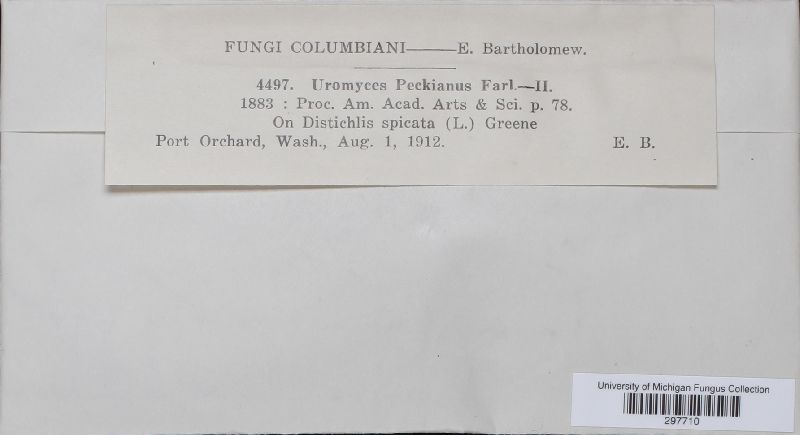 FUNGI COLUMBIANI——E. Bartholomew.
4497. Uromyces Peckianus Farl.—II.
1883 : Proc. Am. Acad. Arts & Sci. p. 78.
On Distichlis spicata (L.) Greene
Port Orchard, Wash., Aug. 1, 1912. E. B.
University of Michigan Fungus Collection
297710